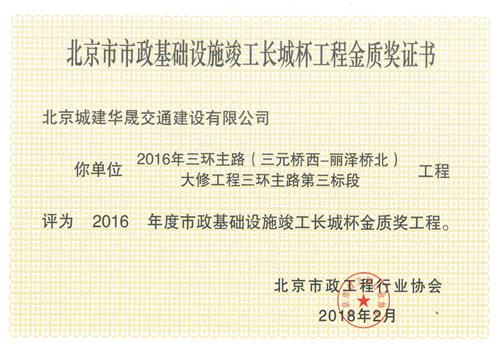 北京市市政基础设施竣工长城杯工程金质奖证书
北京城建华晟交通建设有限公司
你单位 2016年三环主路（三元桥西-丽泽桥北） 工程
大修工程三环主路第三标段
评为 2016 年度市政基础设施竣工长城杯金质奖工程。
北京市政工程行业协会
2018年2月